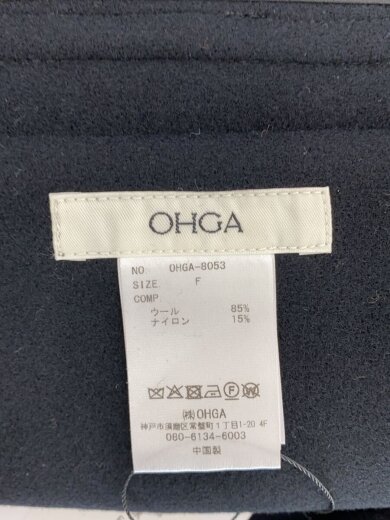 OHGA
NO. OHGA-8053
SIZE F
COMP.
ウール 85%
ナイロン 15%
㈱OHGA
神戸市須磨区常盤町1丁目1-20 4F
080-6134-6003
中国製